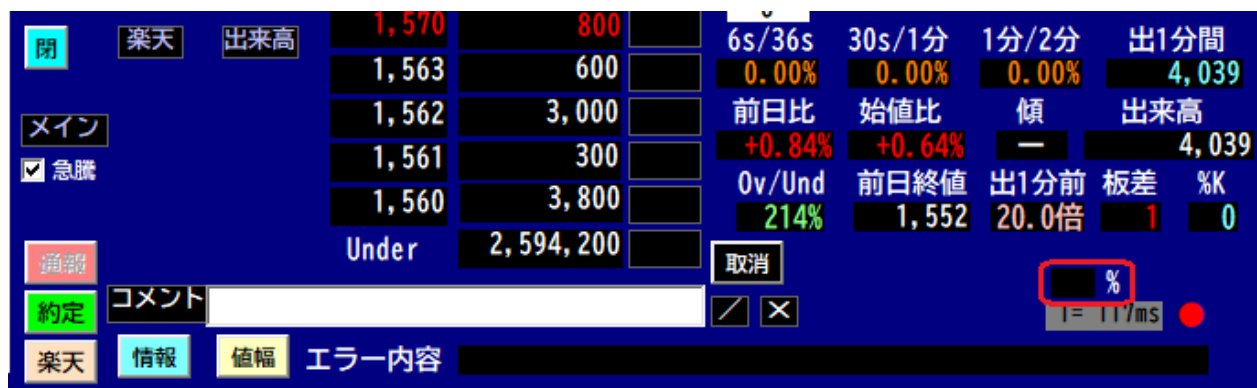 閉 楽天 出来高 1,570 800 6s/36s 30s/1分 1分/2分 出1分間
1,563 600 0.00% 0.00% 0.00% 4,039
メイン 1,562 3,000 前日比 始値比 傾 出来高
急騰 1,561 300 +0.84% +0.64% ー 4,039
1,560 3,800 Ov/Und 前日終値 出1分前 板差 %K
214% 1,552 20.0倍 1 0
通報 Under 2,594,200 取消
%
約定 コメント ／ ×
117ms
楽天 情報 値幅 エラー内容